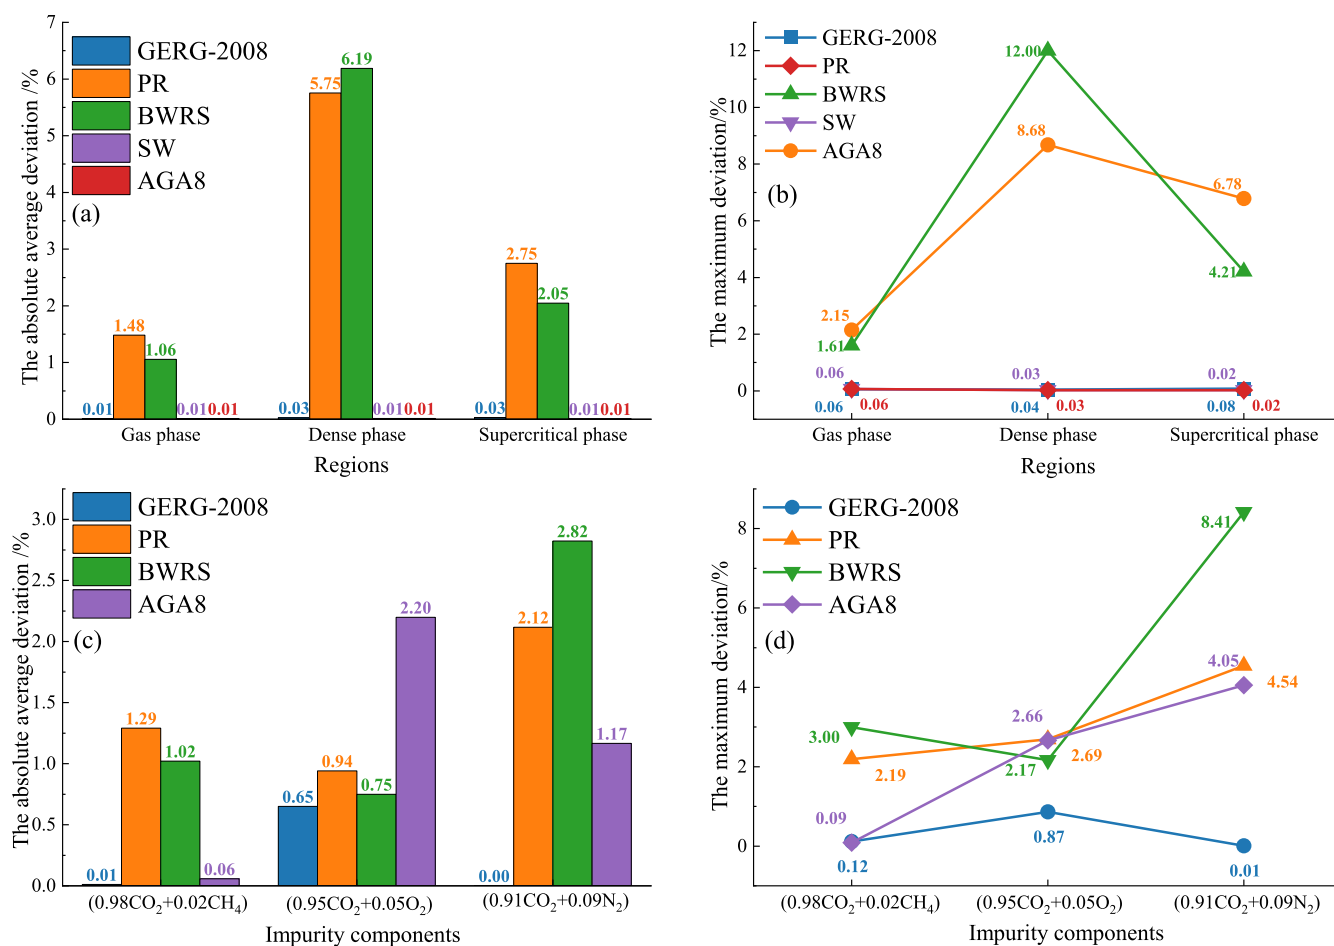 7
6
5
4
3
2
1
0
The absolute average deviation /%
GERG-2008
PR
BWRS
SW
AGA8
(a)
1.48
1.06
0.01
0.01
0.01
5.75
6.19
0.03
0.01
0.01
2.75
2.05
0.03
0.01
0.01
Gas phase
Dense phase
Supercritical phase
Regions
12
10
8
6
4
2
0
The maximum deviation/%
GERG-2008
PR
BWRS
SW
AGA8
(b)
12.00
8.68
6.78
4.21
2.15
1.61
0.06
0.03
0.02
0.06
0.06
0.04
0.03
0.08
0.02
Gas phase
Dense phase
Supercritical phase
Regions
3.0
2.5
2.0
1.5
1.0
0.5
0.0
The absolute average deviation /%
GERG-2008
PR
BWRS
AGA8
(c)
0.01
1.29
1.02
0.06
0.65
0.94
0.75
2.20
0.00
2.12
2.82
1.17
(0.98CO₂+0.02CH₄)
(0.95CO₂+0.05O₂)
(0.91CO₂+0.09N₂)
Impurity components
8
6
4
2
0
The maximum deviation/%
GERG-2008
PR
BWRS
AGA8
(d)
8.41
4.05
4.54
3.00
2.19
2.66
2.69
2.17
0.09
0.12
0.87
0.01
(0.98CO₂+0.02CH₄)
(0.95CO₂+0.05O₂)
(0.91CO₂+0.09N₂)
Impurity components